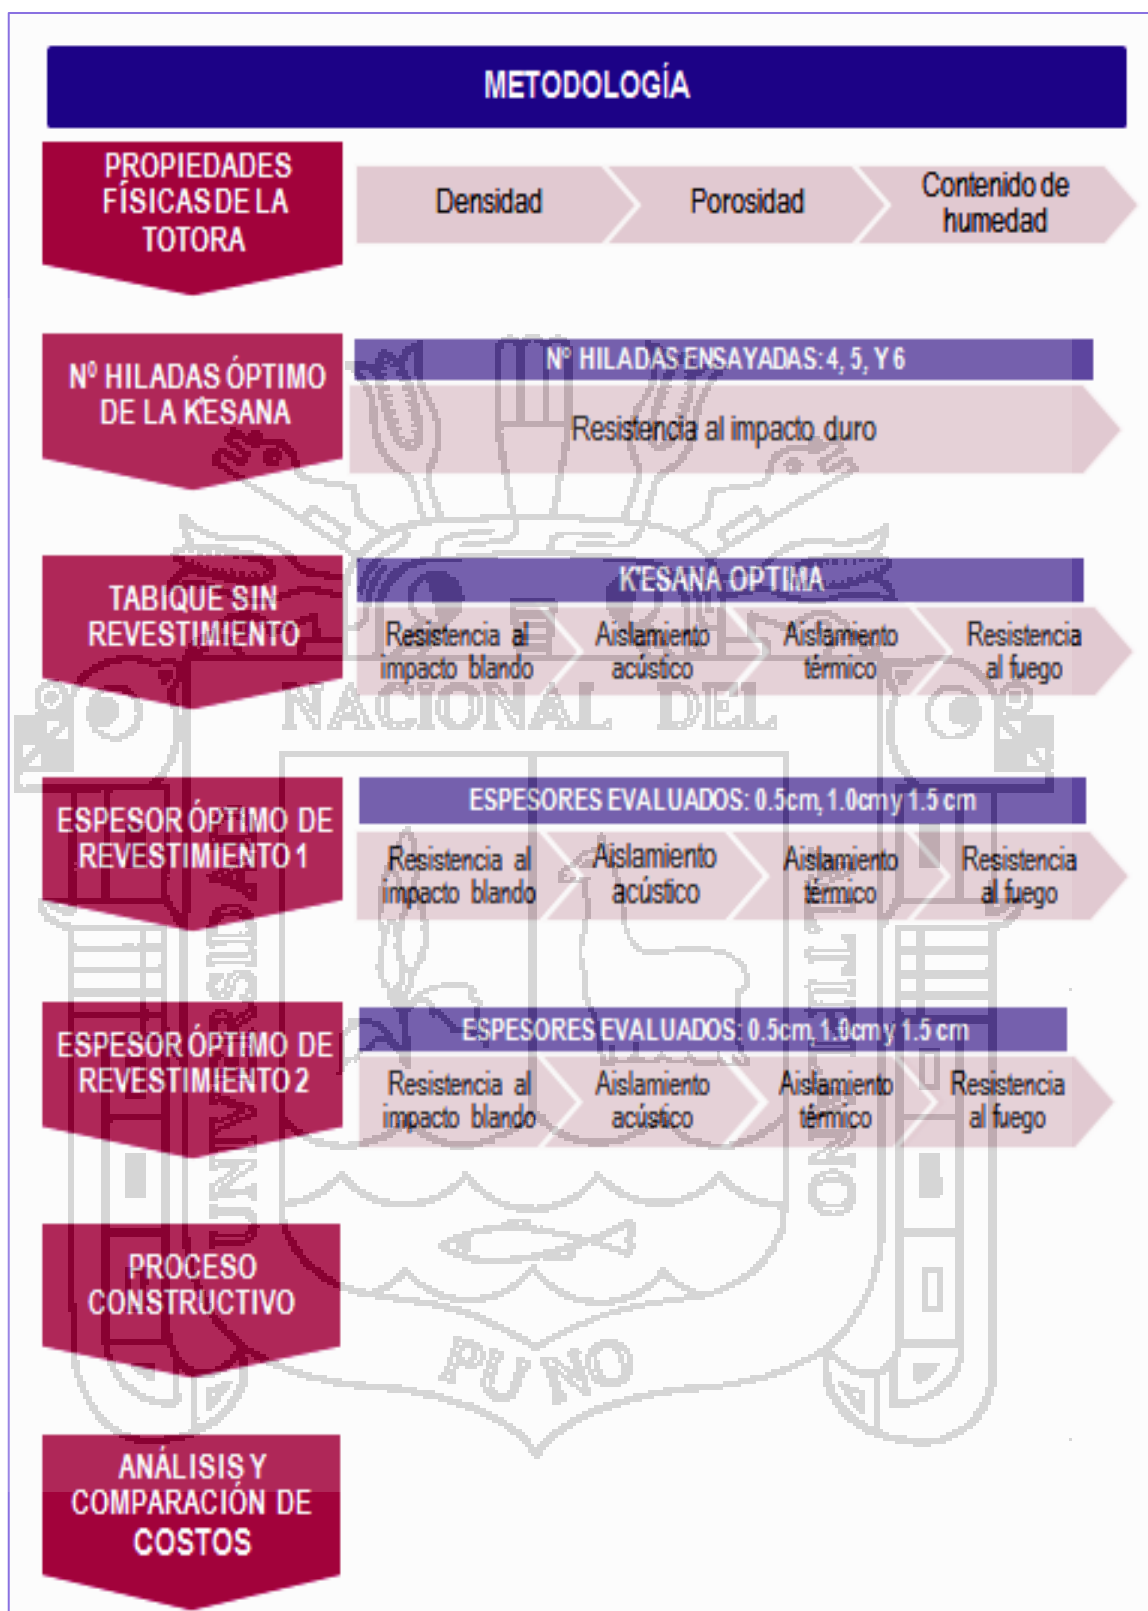 METODOLOGÍA
PROPIEDADES
FÍSICAS DE LA
TOTORA
Densidad
Porosidad
Contenido de
humedad
Nº HILADAS ÓPTIMO
DE LA K'ESANA
Nº HILADAS ENSAYADAS: 4, 5, Y 6
Resistencia al impacto duro
TABIQUE SIN
REVESTIMIENTO
K'ESANA OPTIMA
Resistencia al
impacto blando
Aislamiento
acústico
Aislamiento
térmico
Resistencia
al fuego
ESPESOR ÓPTIMO DE
REVESTIMIENTO 1
ESPESORES EVALUADOS: 0.5cm, 1.0cm y 1.5 cm
Resistencia al
impacto blando
Aislamiento
acústico
Aislamiento
térmico
Resistencia
al fuego
ESPESOR ÓPTIMO DE
REVESTIMIENTO 2
ESPESORES EVALUADOS: 0.5cm, 1.0cm y 1.5 cm
Resistencia al
impacto blando
Aislamiento
acústico
Aislamiento
térmico
Resistencia
al fuego
PROCESO
CONSTRUCTIVO
ANÁLISIS Y
COMPARACIÓN DE
COSTOS
UNIVERSIDAD
NACIONAL DEL
ALTIPLANO
PUNO